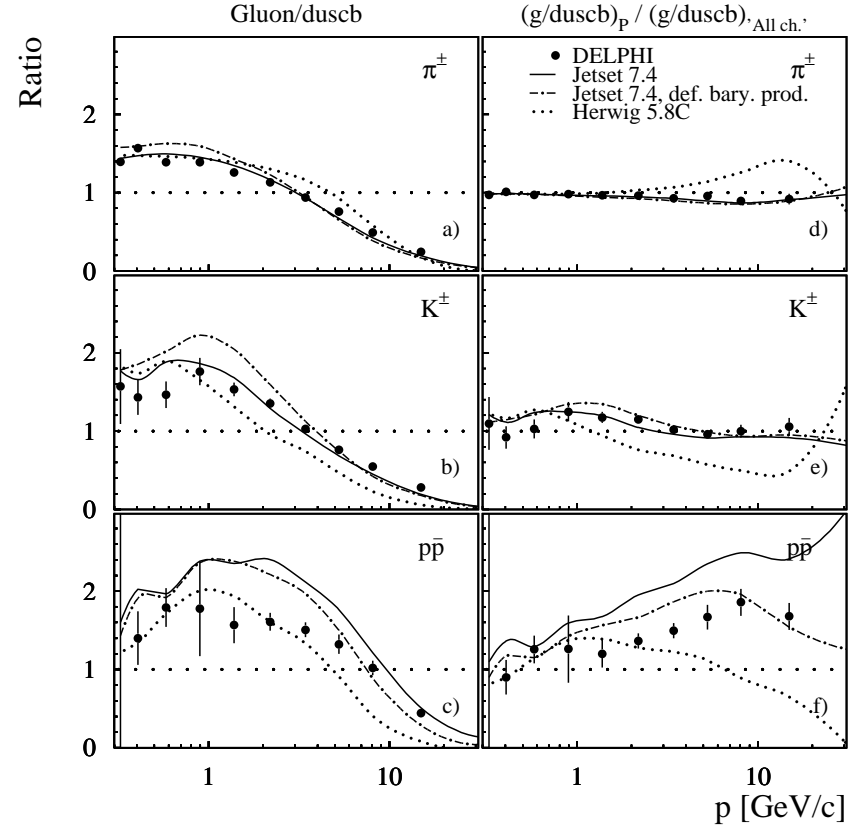 Gluon/duscb
(g/duscb)P / (g/duscb)'All ch.'
Ratio
π±
π±
DELPHI
Jetset 7.4
Jetset 7.4, def. bary. prod.
Herwig 5.8C
2
1
0
a)
d)
K±
K±
2
1
0
b)
e)
pp̄
pp̄
2
1
0
c)
f)
1
10
1
10
p [GeV/c]